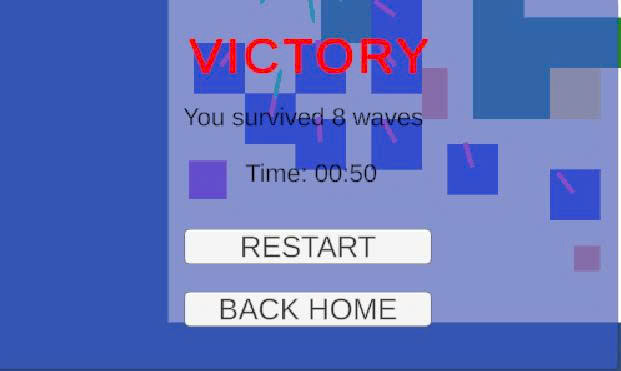 VICTORY
You survived 8 waves
Time: 00:50
RESTART
BACK HOME